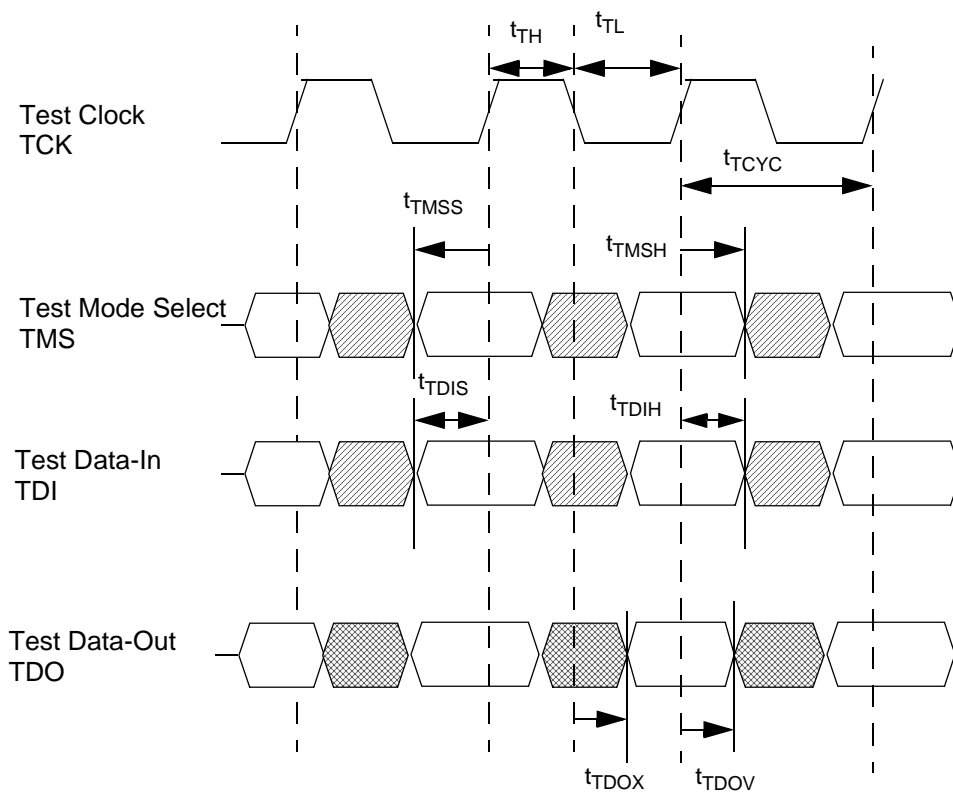 tTH
tTL
Test Clock
TCK
tTCYC
tTMSS
tTMSH
Test Mode Select
TMS
tTDIS
tTDIH
Test Data-In
TDI
Test Data-Out
TDO
tTDOX
tTDOV